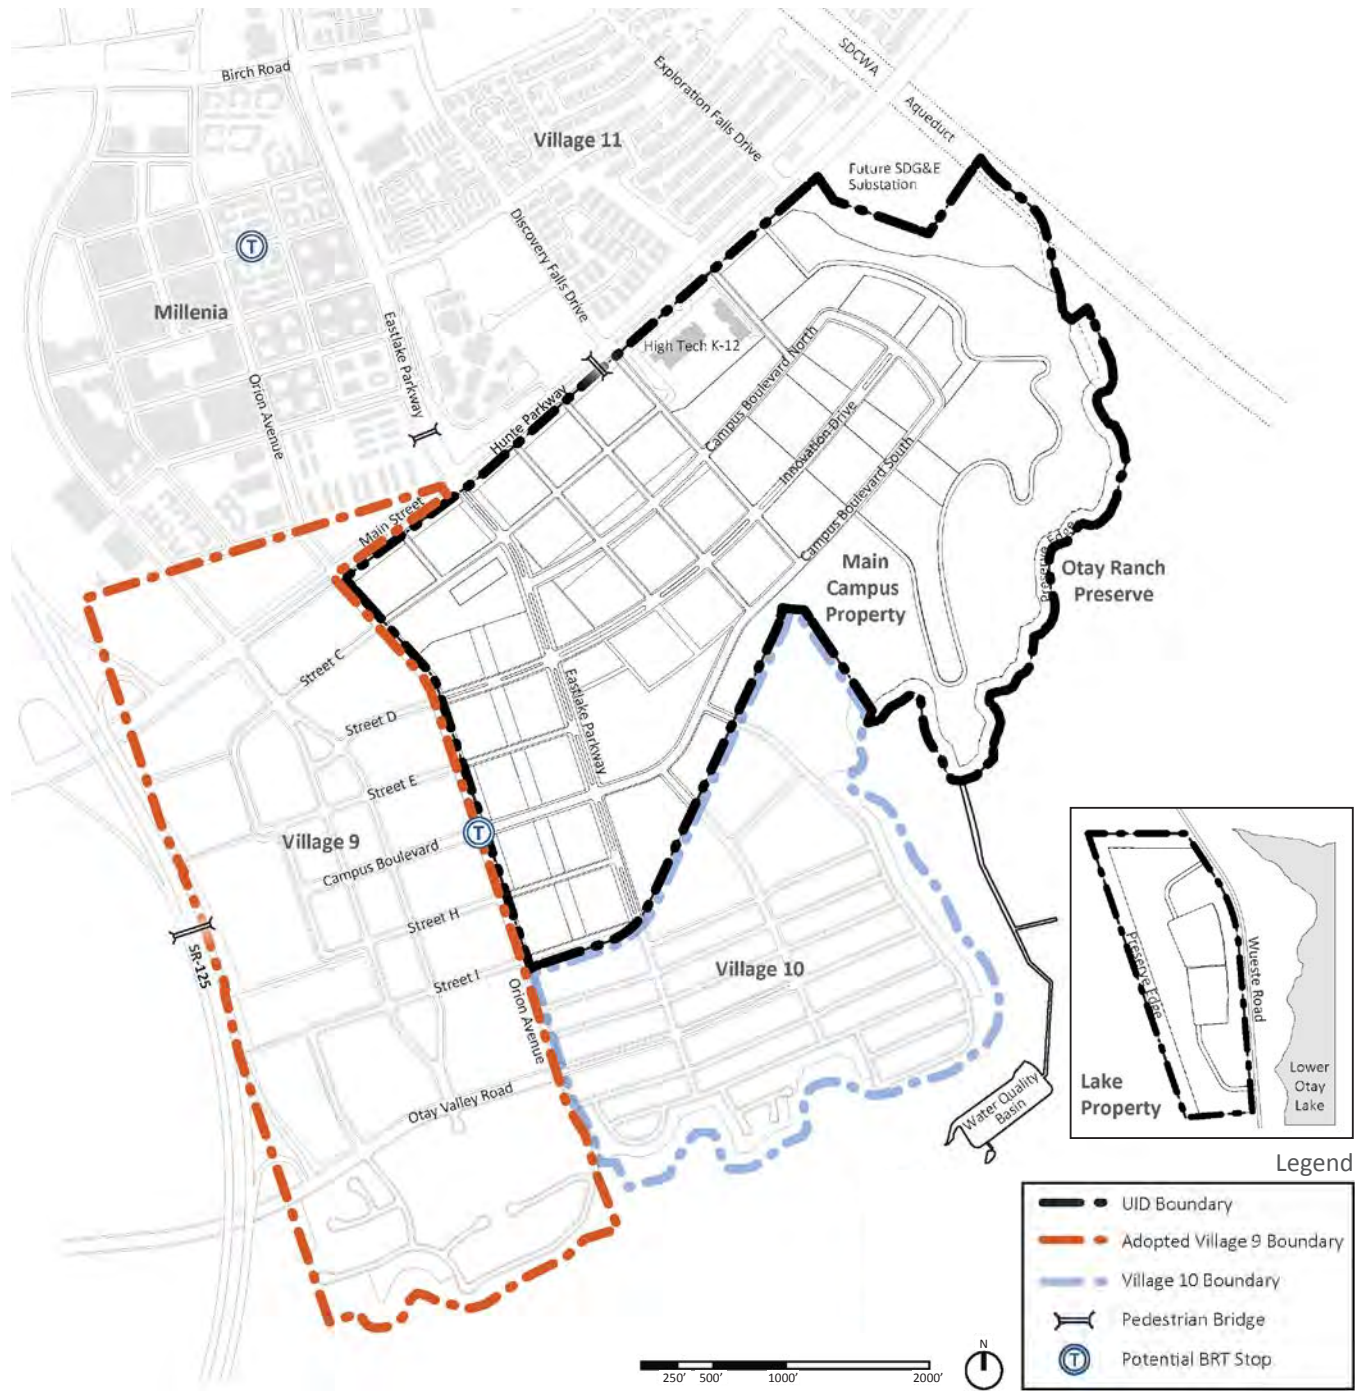 SDCWA
Aqueduct
Birch Road
Exploration Falls Drive
Village 11
Future SDG&E
Substation
Discovery Falls Drive
T
Millenia
Eastlake Parkway
High Tech K-12
Campus Boulevard North
Orion Avenue
Hunte Parkway
Innovation Drive
Campus Boulevard South
Main Street
Preserve Edge
Main
Campus
Property
Otay Ranch
Preserve
Street C
Street D
Eastlake Parkway
Street E
T
Village 9
Campus Boulevard
Street H
SR-125
Street I
Village 10
Orion Avenue
Otay Valley Road
Water Quality
Basin
Preserve Edge
Wueste Road
Lake
Property
Lower
Otay
Lake
Legend
UID Boundary
Adopted Village 9 Boundary
Village 10 Boundary
Pedestrian Bridge
T
Potential BRT Stop
N
250' 500' 1000' 2000'